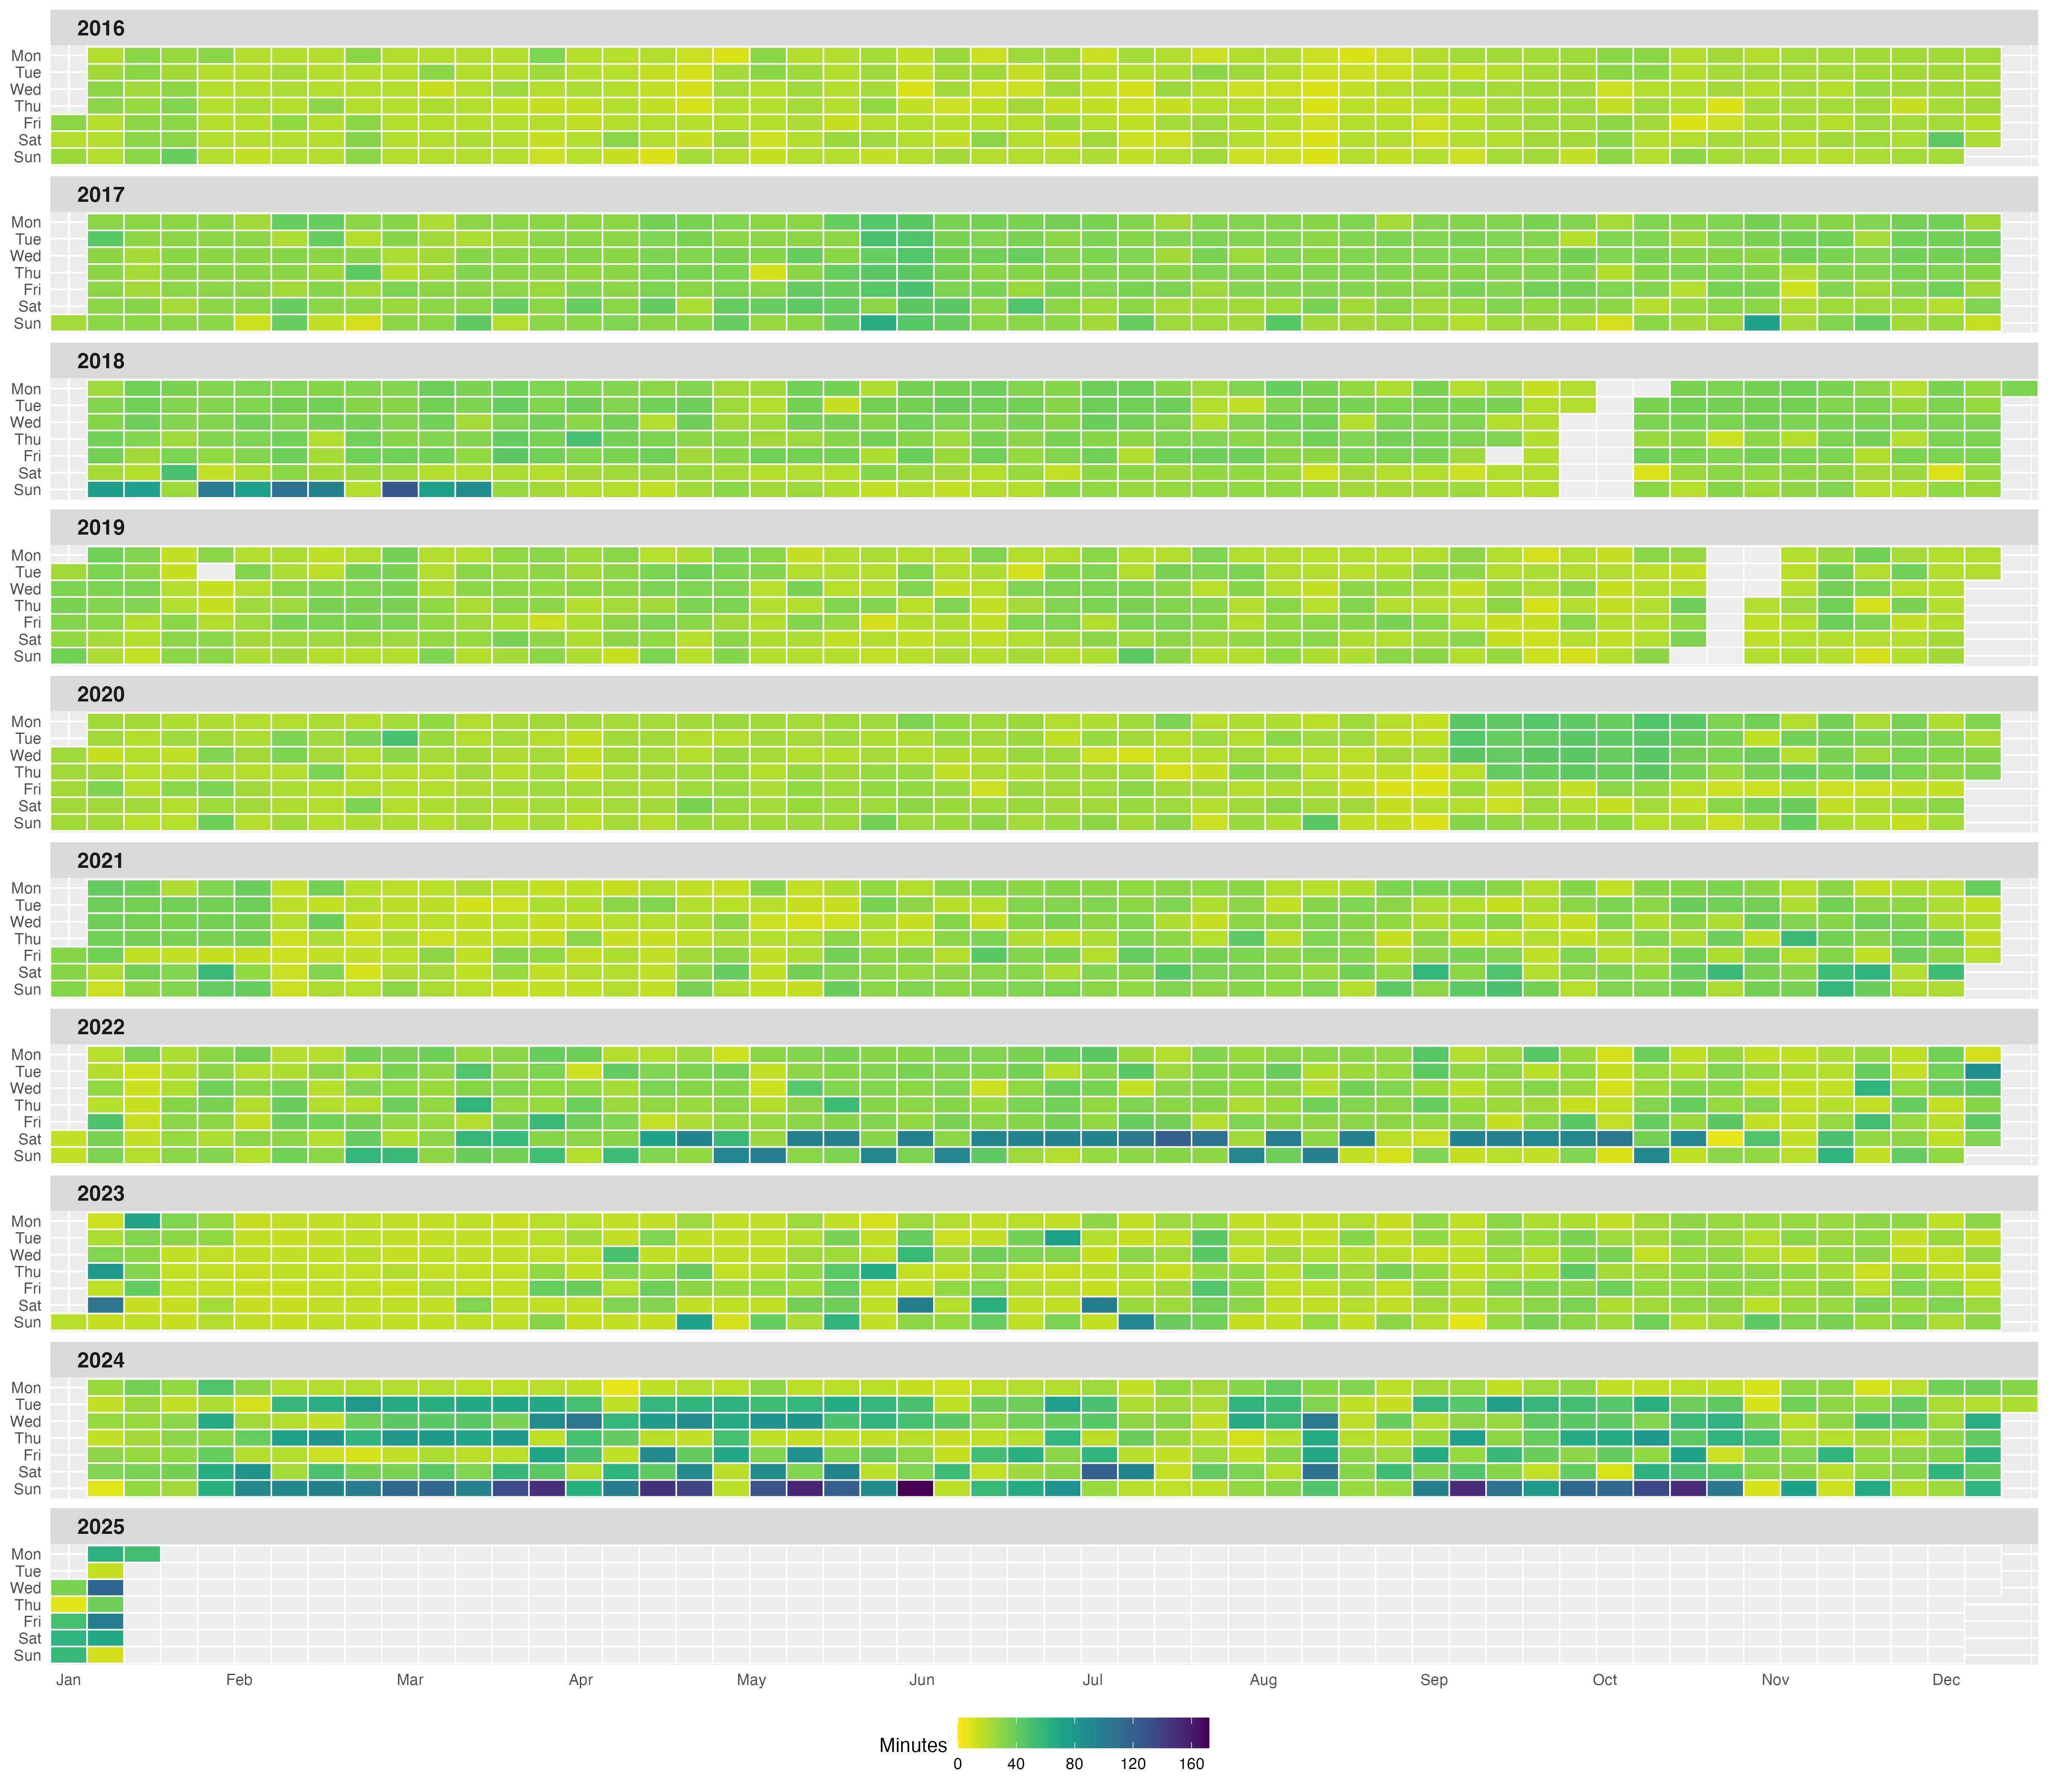 2016
Mon
Tue
Wed
Thu
Fri
Sat
Sun
2017
Mon
Tue
Wed
Thu
Fri
Sat
Sun
2018
Mon
Tue
Wed
Thu
Fri
Sat
Sun
2019
Mon
Tue
Wed
Thu
Fri
Sat
Sun
2020
Mon
Tue
Wed
Thu
Fri
Sat
Sun
2021
Mon
Tue
Wed
Thu
Fri
Sat
Sun
2022
Mon
Tue
Wed
Thu
Fri
Sat
Sun
2023
Mon
Tue
Wed
Thu
Fri
Sat
Sun
2024
Mon
Tue
Wed
Thu
Fri
Sat
Sun
2025
Mon
Tue
Wed
Thu
Fri
Sat
Sun
Jan Feb Mar Apr May Jun Jul Aug Sep Oct Nov Dec
Minutes
0 40 80 120 160